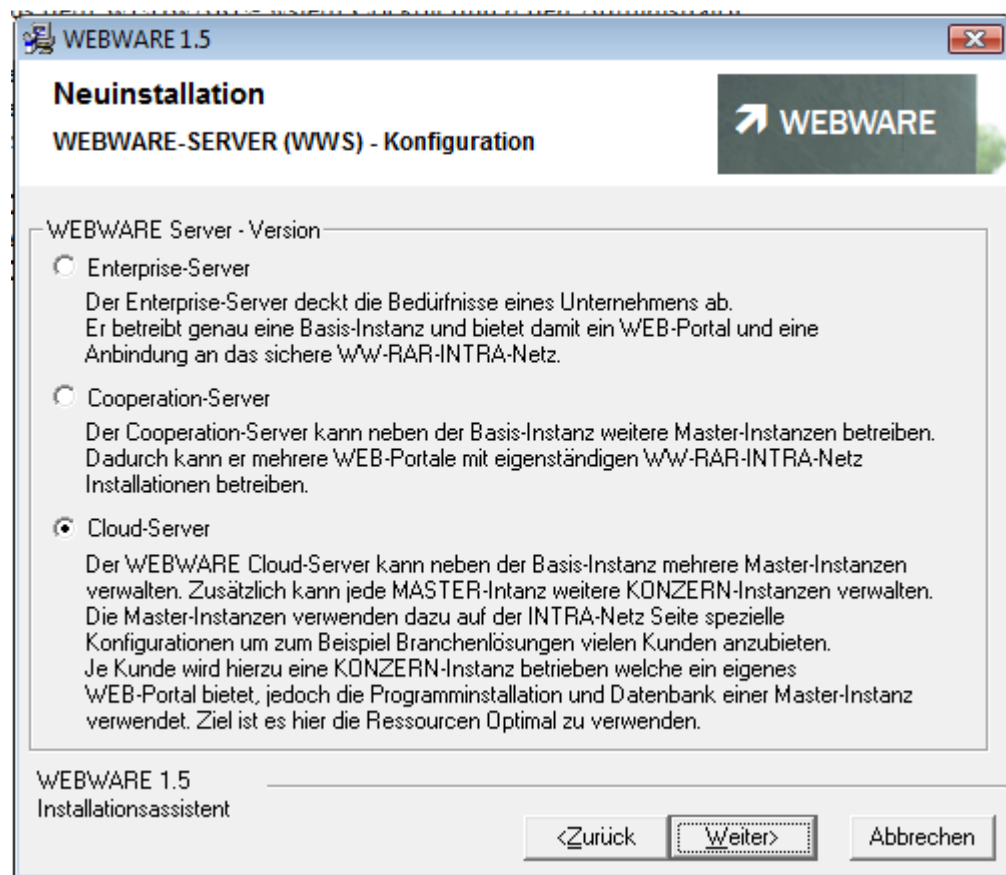 WEBWARE 1.5
Neuinstallation
WEBWARE-SERVER (WWS) - Konfiguration
WEBWARE
WEBWARE Server - Version
Enterprise-Server
Der Enterprise-Server deckt die Bedürfnisse eines Unternehmens ab.
Er betreibt genau eine Basis-Instanz und bietet damit ein WEB-Portal und eine
Anbindung an das sichere WW-RAR-INTRA-Netz.
Cooperation-Server
Der Cooperation-Server kann neben der Basis-Instanz weitere Master-Instanzen betreiben.
Dadurch kann er mehrere WEB-Portale mit eigenständigen WW-RAR-INTRA-Netz
Installationen betreiben.
Cloud-Server
Der WEBWARE Cloud-Server kann neben der Basis-Instanz mehrere Master-Instanzen
verwalten. Zusätzlich kann jede MASTER-Intanz weitere KONZERN-Instanzen verwalten.
Die Master-Instanzen verwenden dazu auf der INTRA-Netz Seite spezielle
Konfigurationen um zum Beispiel Branchenlösungen vielen Kunden anzubieten.
Je Kunde wird hierzu eine KONZERN-Instanz betrieben welche ein eigenes
WEB-Portal bietet, jedoch die Programminstallation und Datenbank einer Master-Instanz
verwendet. Ziel ist es hier die Ressourcen Optimal zu verwenden.
WEBWARE 1.5
Installationsassistent
<Zurück
Weiter>
Abbrechen